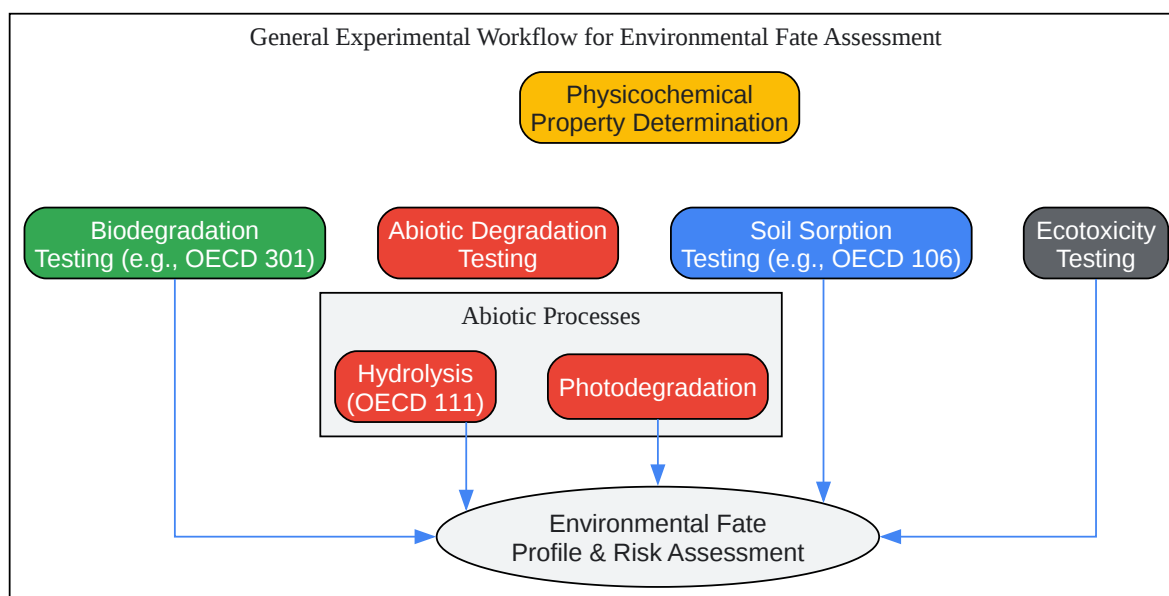 General Experimental Workflow for Environmental Fate Assessment
Physicochemical
Property Determination
Biodegradation
Testing (e.g., OECD 301)
Abiotic Degradation
Testing
Soil Sorption
Testing (e.g., OECD 106)
Ecotoxicity
Testing
Abiotic Processes
Hydrolysis
(OECD 111)
Photodegradation
Environmental Fate
Profile & Risk Assessment